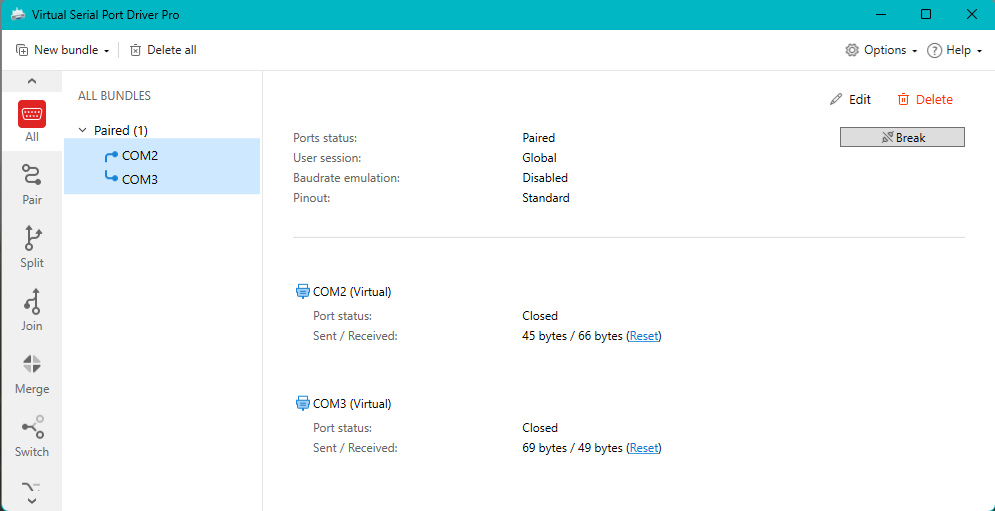 Virtual Serial Port Driver Pro
New bundle Delete all Options Help
All
Pair
Split
Join
Merge
Switch
ALL BUNDLES
Paired (1)
COM2
COM3
Edit Delete
Ports status: Paired
Break
User session: Global
Baudrate emulation: Disabled
Pinout: Standard
COM2 (Virtual)
Port status: Closed
Sent / Received: 45 bytes / 66 bytes (Reset)
COM3 (Virtual)
Port status: Closed
Sent / Received: 69 bytes / 49 bytes (Reset)